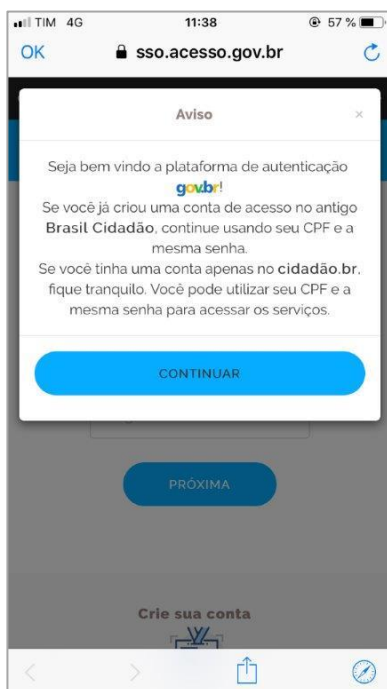 TIM 4G 11:38 57 %
OK sso.acesso.gov.br
Aviso ×
Seja bem vindo a plataforma de autenticação
gov.br!
Se você já criou uma conta de acesso no antigo
Brasil Cidadão, continue usando seu CPF e a
mesma senha.
Se você tinha uma conta apenas no cidadão.br,
fique tranquilo. Você pode utilizar seu CPF e a
mesma senha para acessar os serviços.
CONTINUAR
PRÓXIMA
Crie sua conta